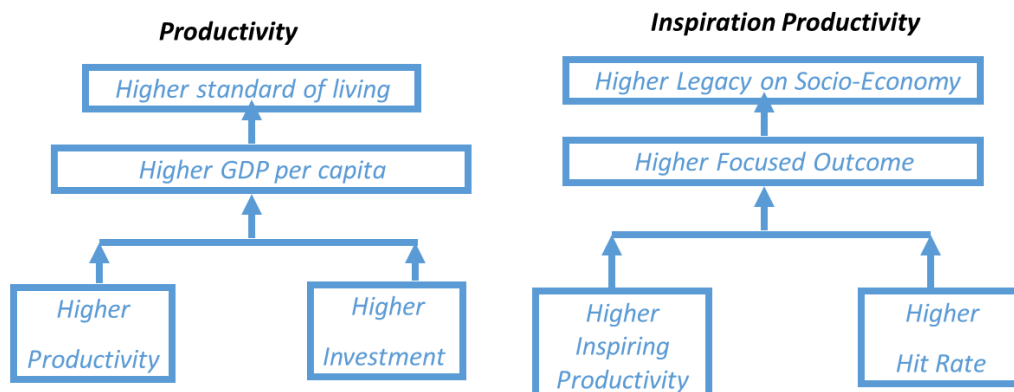 Productivity
Higher standard of living
Higher GDP per capita
Higher
Productivity
Higher
Investment
Inspiration Productivity
Higher Legacy on Socio-Economy
Higher Focused Outcome
Higher
Inspiring
Productivity
Higher
Hit Rate